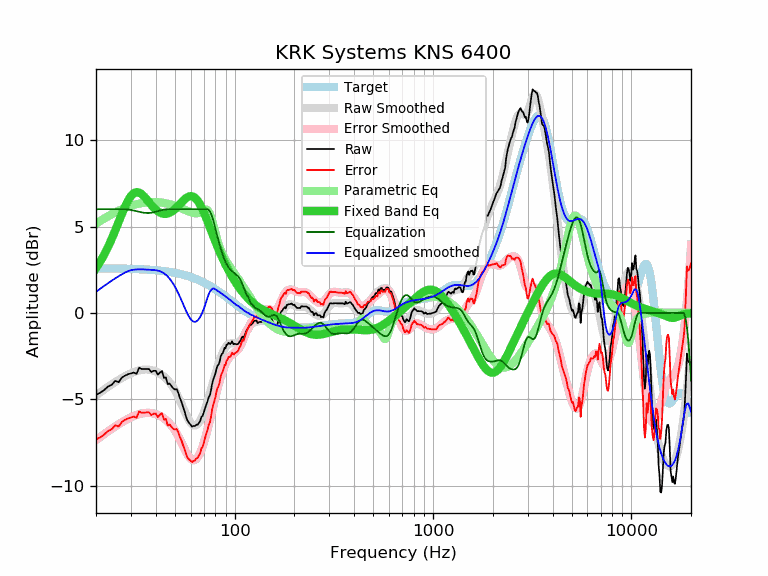 KRK Systems KNS 6400
Target
Raw Smoothed
Error Smoothed
Raw
Error
Parametric Eq
Fixed Band Eq
Equalization
Equalized smoothed
10
5
0
−5
−10
Amplitude (dBr)
100
1000
10000
Frequency (Hz)